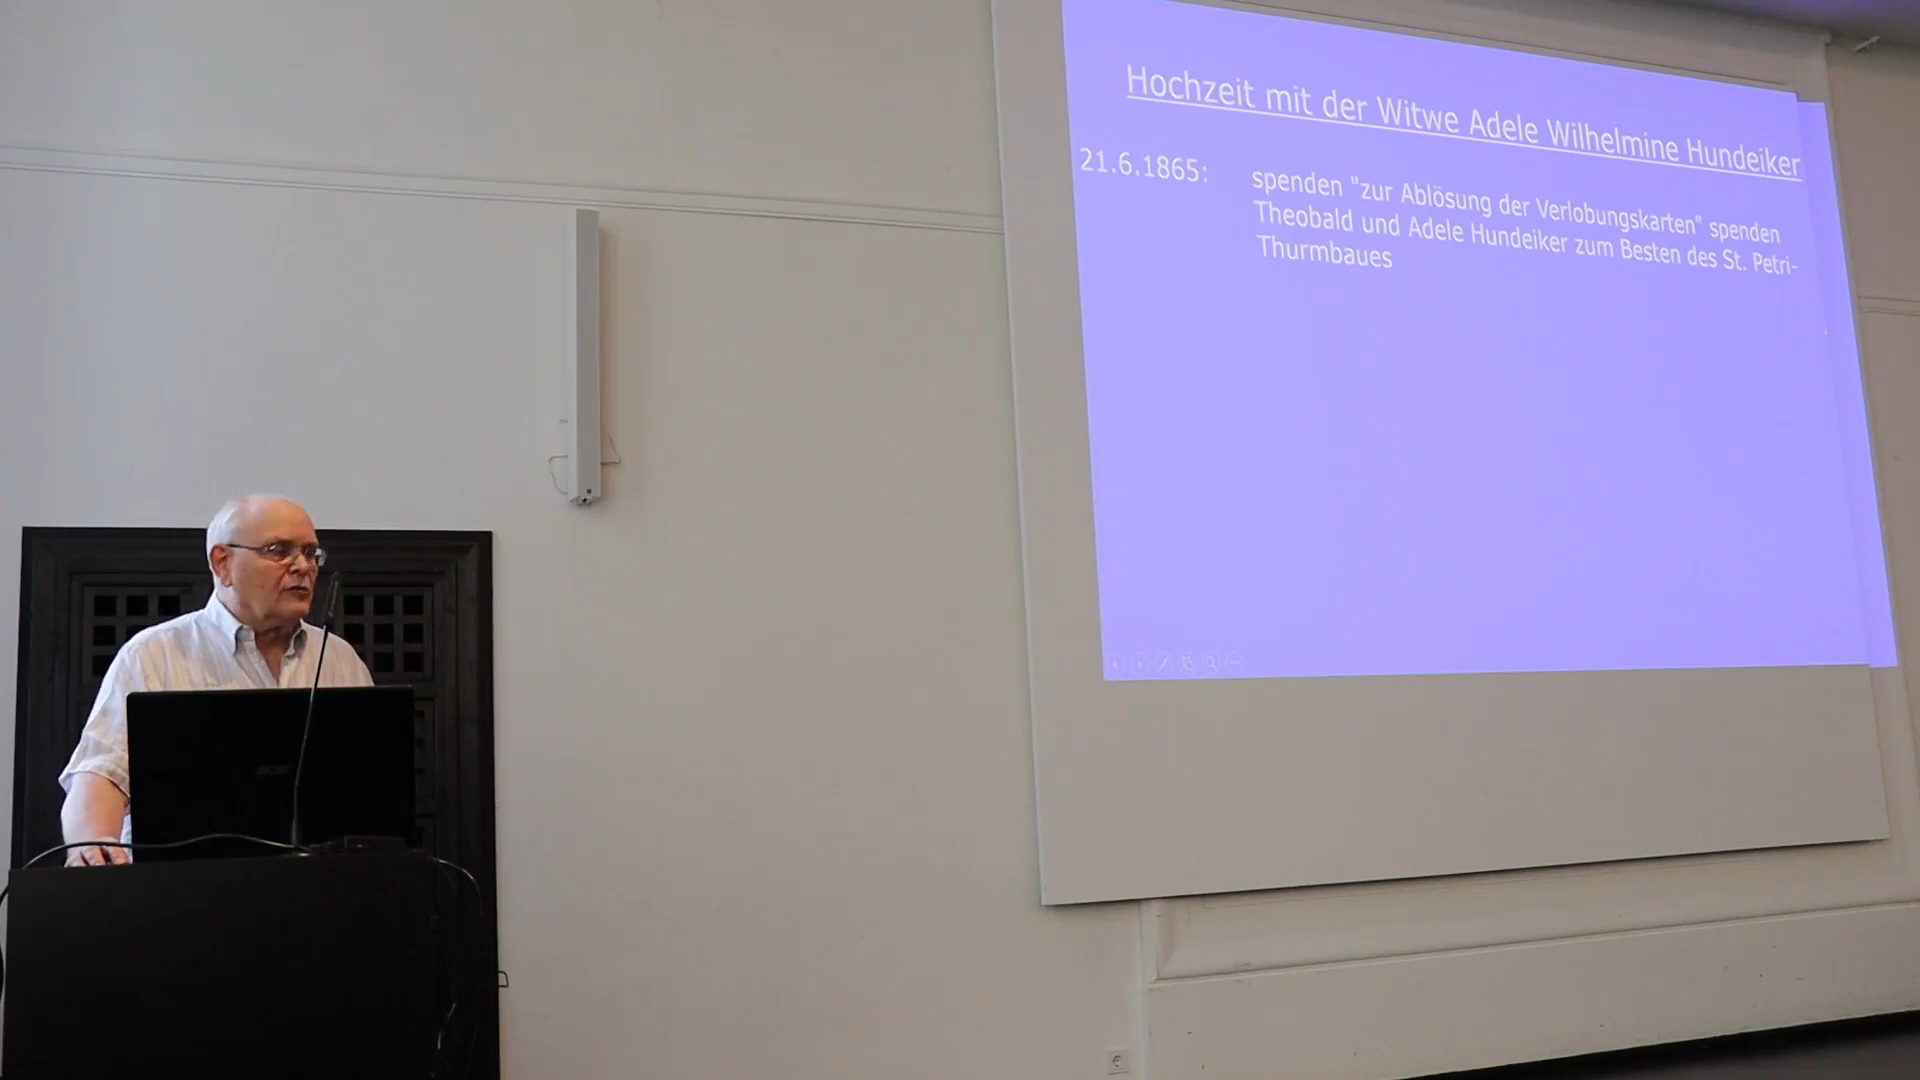 Hochzeit mit der Witwe Adele Wilhelmine Hundeiker
21.6.1865: spenden "zur Ablösung der Verlobungskarten" spenden
Theobald und Adele Hundeiker zum Besten des St. Petri-
Thurmbaues